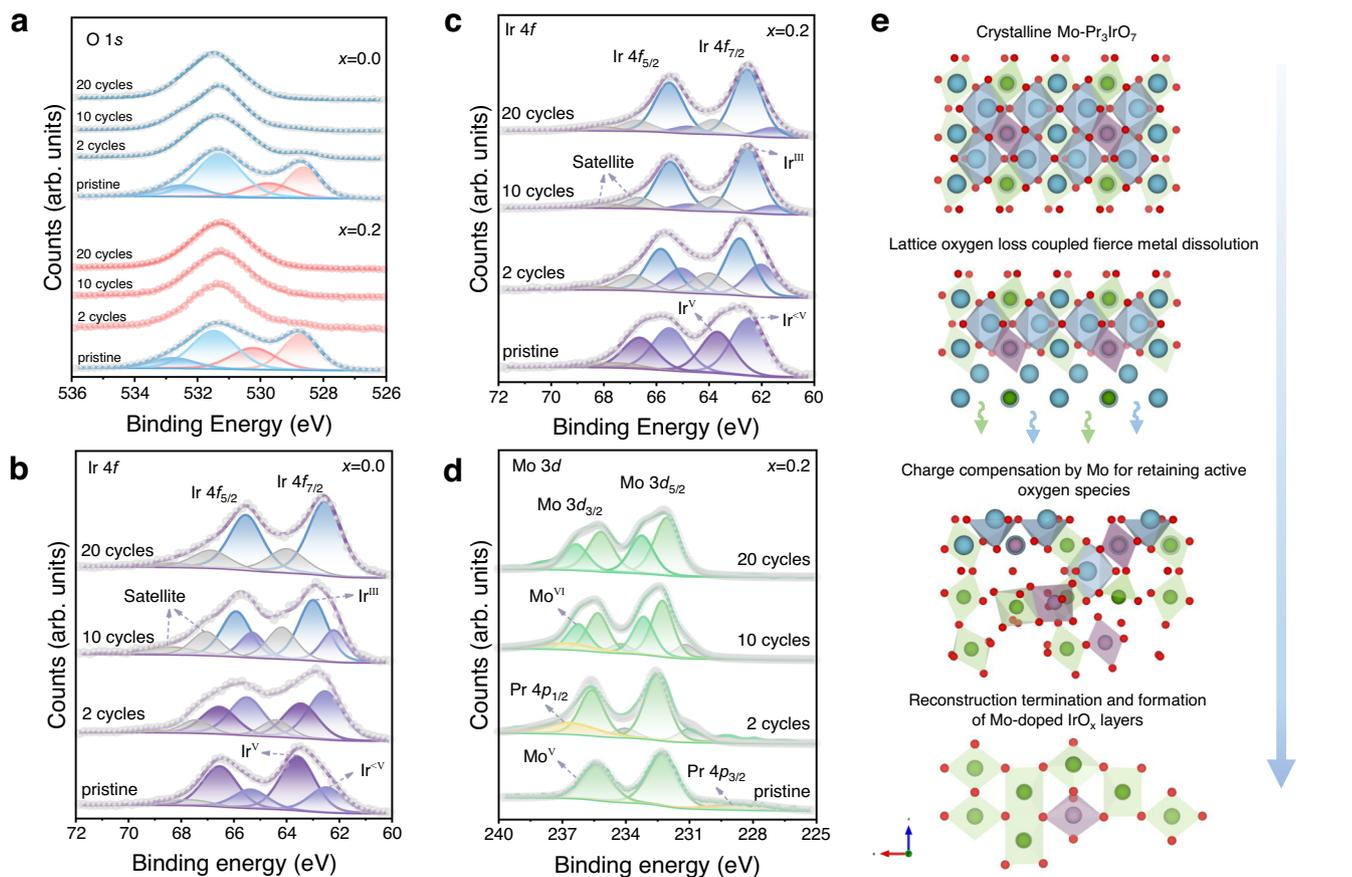 a
O 1s
x=0.0
20 cycles
10 cycles
2 cycles
pristine
x=0.2
20 cycles
10 cycles
2 cycles
pristine
Counts (arb. units)
536 534 532 530 528 526
Binding Energy (eV)
b
Ir 4f
x=0.0
Ir 4f5/2
Ir 4f7/2
20 cycles
Satellite
IrIII
10 cycles
2 cycles
IrV
Ir<V
pristine
Counts (arb. units)
72 70 68 66 64 62 60
Binding energy (eV)
c
Ir 4f
x=0.2
Ir 4f5/2
Ir 4f7/2
20 cycles
Satellite
IrIII
10 cycles
2 cycles
IrV
Ir<V
pristine
Counts (arb. units)
72 70 68 66 64 62 60
Binding Energy (eV)
d
Mo 3d
x=0.2
Mo 3d3/2
Mo 3d5/2
20 cycles
MoVI
10 cycles
Pr 4p1/2
2 cycles
MoV
Pr 4p3/2
pristine
Counts (arb. units)
240 237 234 231 228 225
Binding energy (eV)
e
Crystalline Mo-Pr3IrO7
Lattice oxygen loss coupled fierce metal dissolution
Charge compensation by Mo for retaining active
oxygen species
Reconstruction termination and formation
of Mo-doped IrOx layers